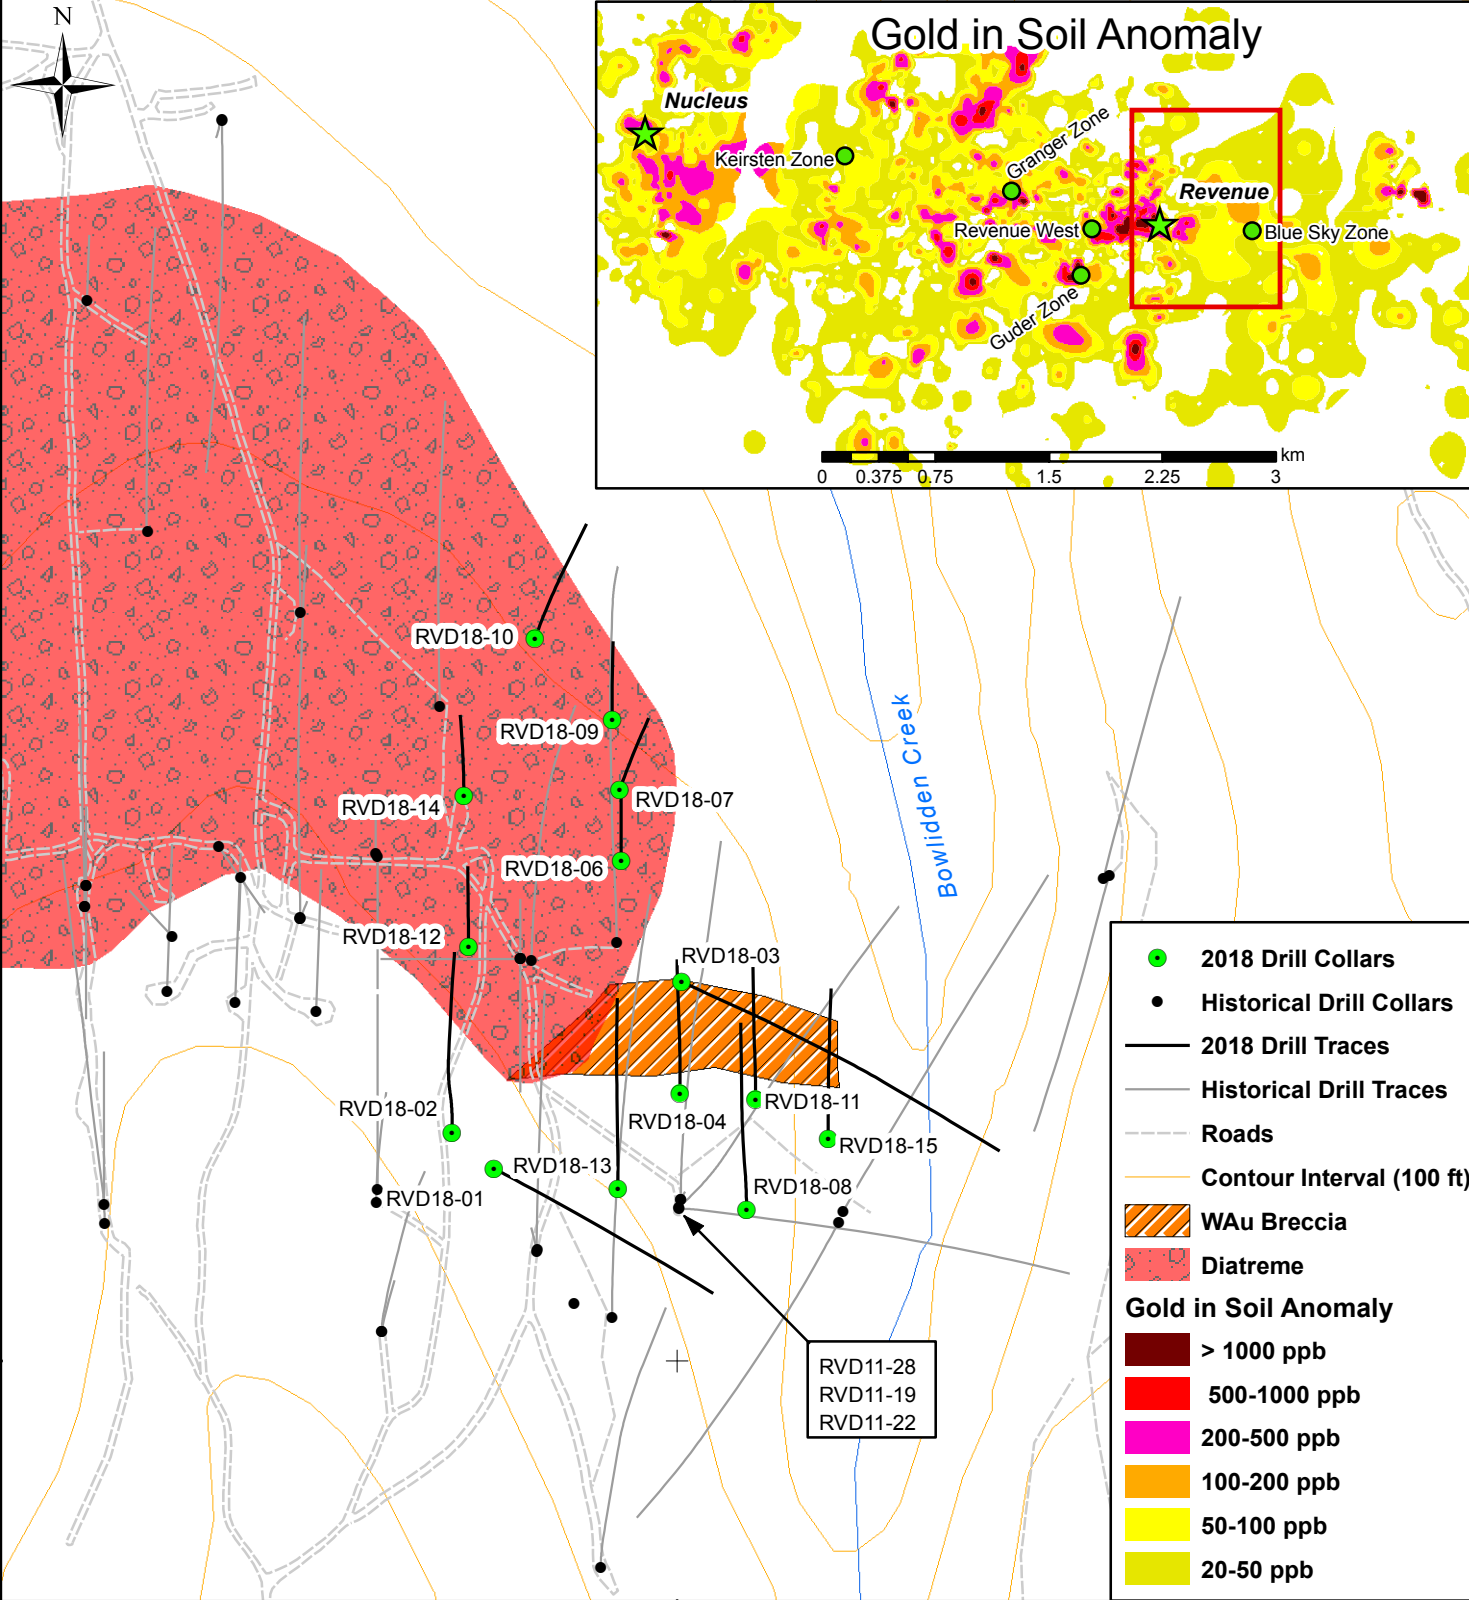 N
Gold in Soil Anomaly
Nucleus
Keirsten Zone
Granger Zone
Revenue
Revenue West
Blue Sky Zone
Guder Zone
km
0 0.375 0.75 1.5 2.25 3
RVD18-10
RVD18-09
RVD18-07
RVD18-14
RVD18-06
RVD18-12
RVD18-03
Bowlidden Creek
RVD18-02
RVD18-04
RVD18-11
RVD18-15
RVD18-13
RVD18-01
RVD18-08
RVD11-28
RVD11-19
RVD11-22
2018 Drill Collars
Historical Drill Collars
2018 Drill Traces
Historical Drill Traces
Roads
Contour Interval (100 ft)
WAu Breccia
Diatreme
Gold in Soil Anomaly
> 1000 ppb
500-1000 ppb
200-500 ppb
100-200 ppb
50-100 ppb
20-50 ppb